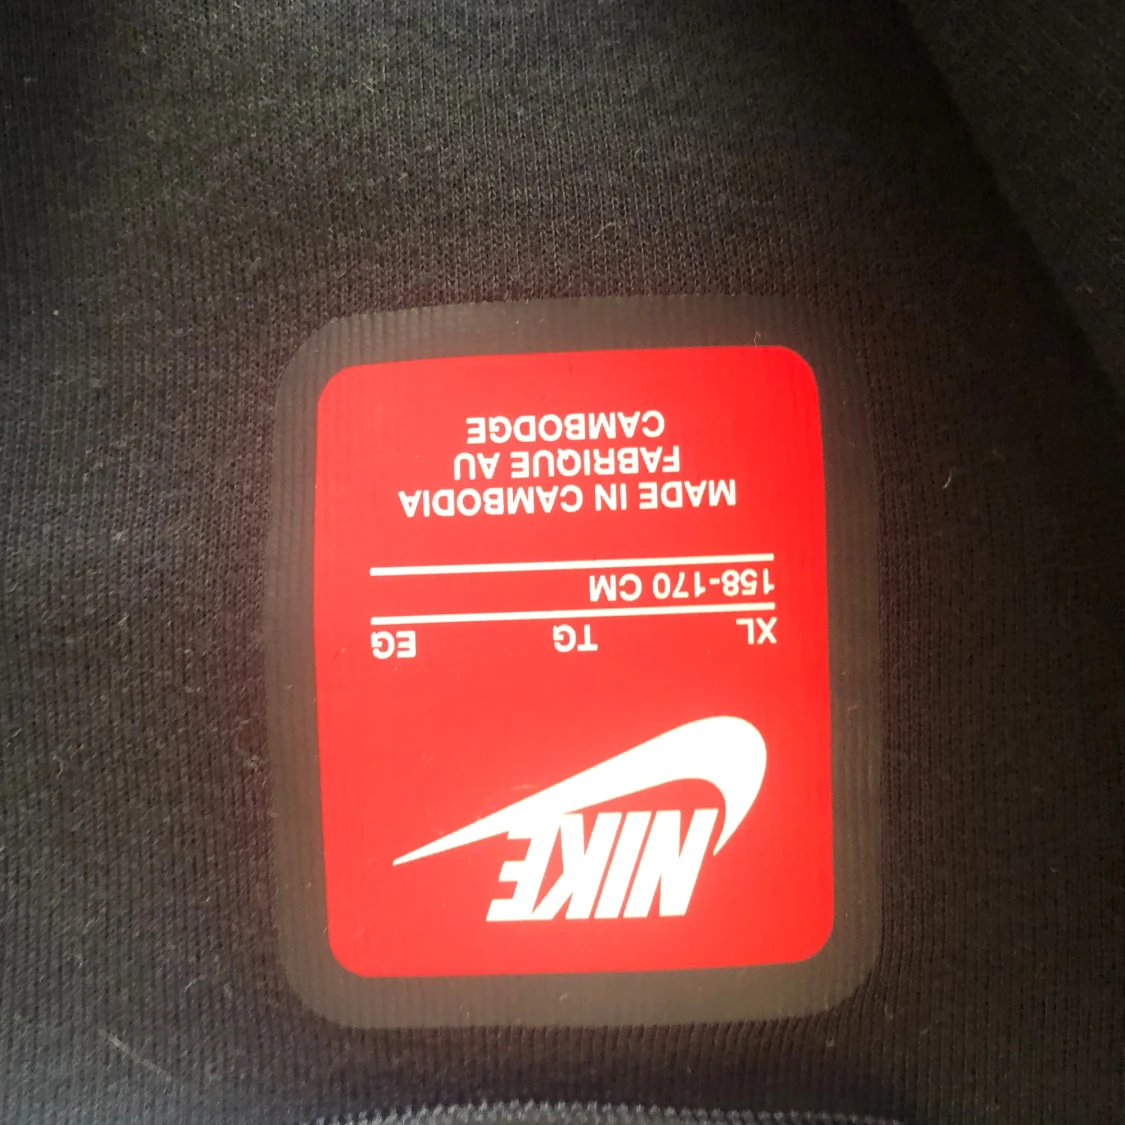 NIKE
XL TG EG
158-170 CM
MADE IN CAMBODIA
FABRIQUE AU
CAMBODGE